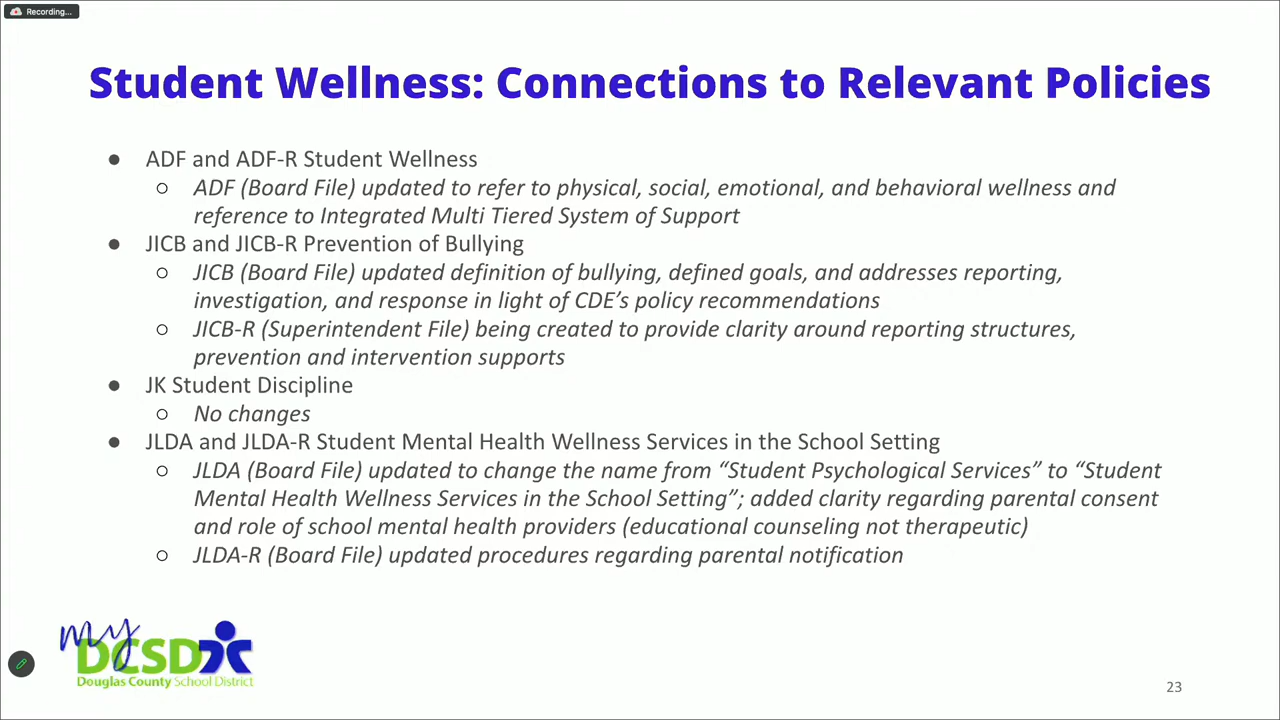 Recording...
Student Wellness: Connections to Relevant Policies
● ADF and ADF-R Student Wellness
○ ADF (Board File) updated to refer to physical, social, emotional, and behavioral wellness and
reference to Integrated Multi Tiered System of Support
● JICB and JICB-R Prevention of Bullying
○ JICB (Board File) updated definition of bullying, defined goals, and addresses reporting,
investigation, and response in light of CDE’s policy recommendations
○ JICB-R (Superintendent File) being created to provide clarity around reporting structures,
prevention and intervention supports
● JK Student Discipline
○ No changes
● JLDA and JLDA-R Student Mental Health Wellness Services in the School Setting
○ JLDA (Board File) updated to change the name from “Student Psychological Services” to “Student
Mental Health Wellness Services in the School Setting”; added clarity regarding parental consent
and role of school mental health providers (educational counseling not therapeutic)
○ JLDA-R (Board File) updated procedures regarding parental notification
my
DCSD
Douglas County School District
23